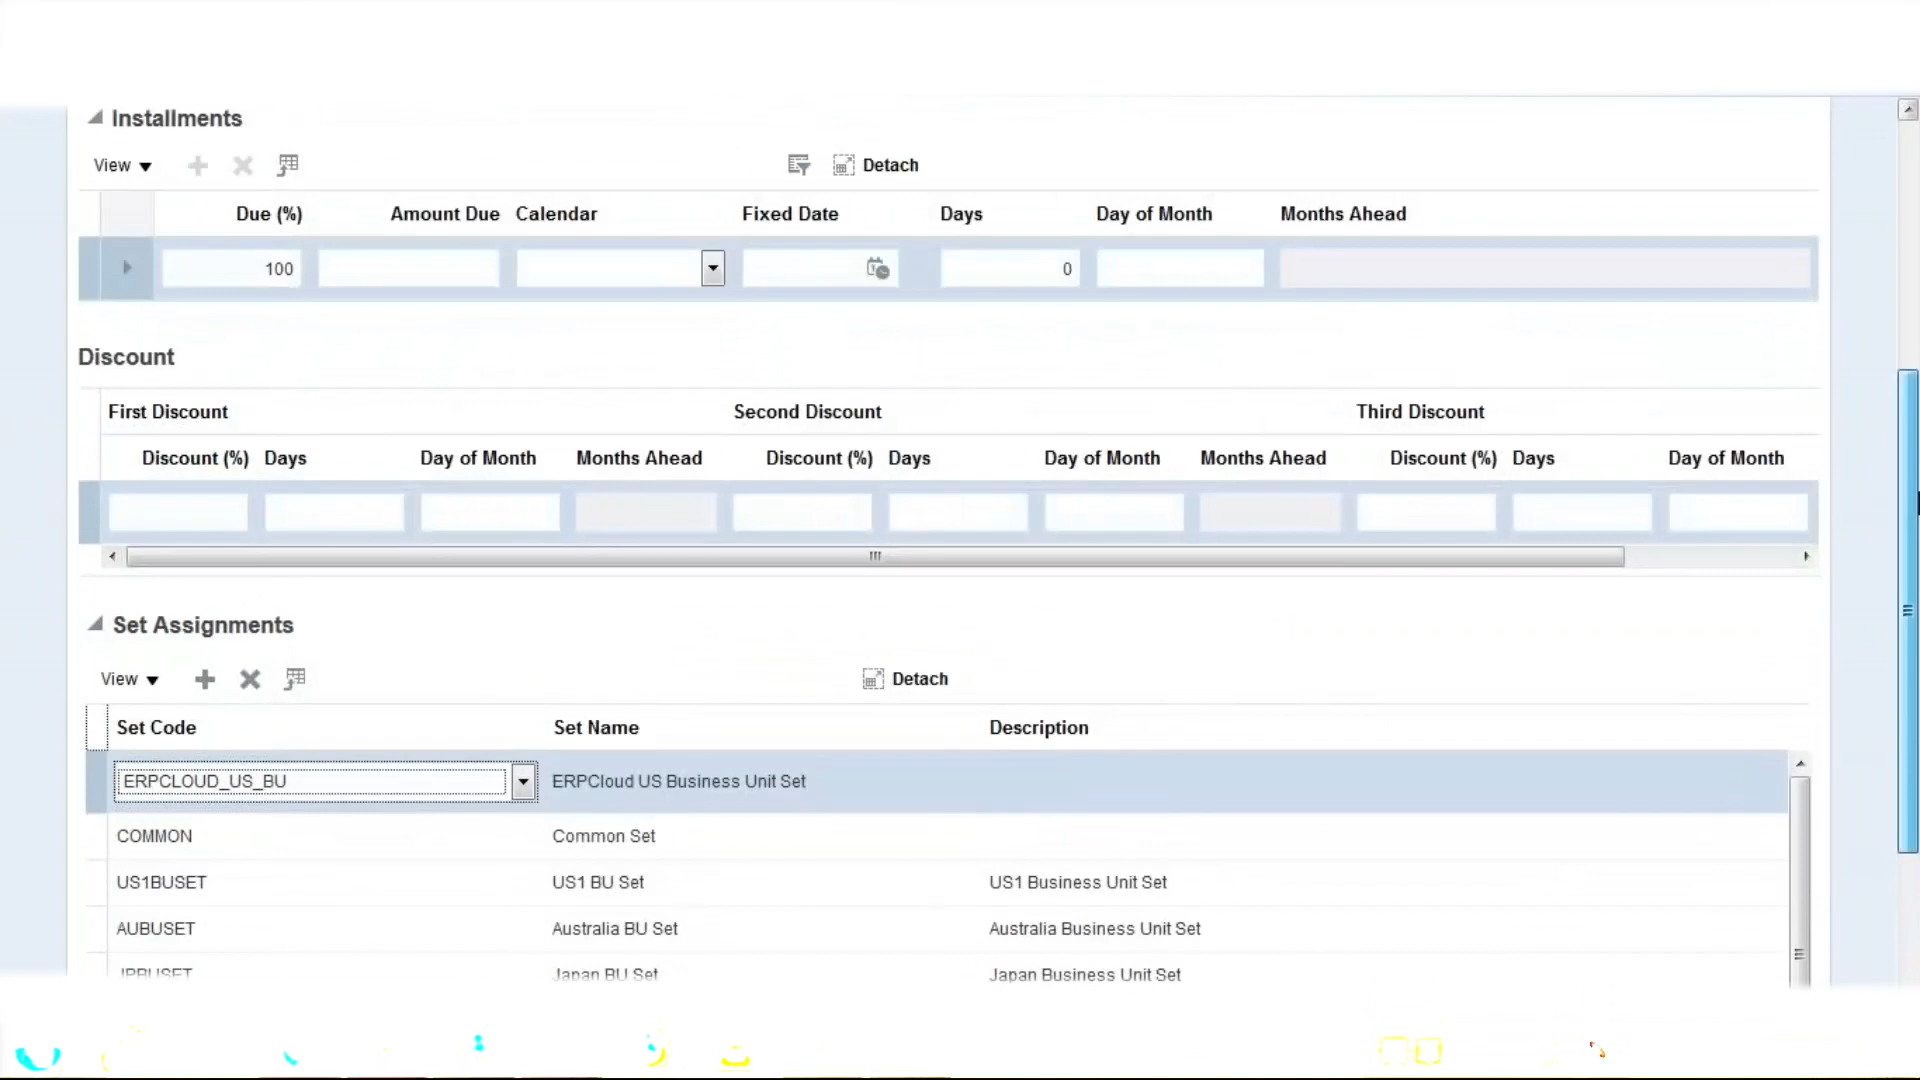 Installments
View Detach
Due (%) Amount Due Calendar Fixed Date Days Day of Month Months Ahead
100 0
Discount
First Discount Second Discount Third Discount
Discount (%) Days Day of Month Months Ahead Discount (%) Days Day of Month Months Ahead Discount (%) Days Day of Month
Set Assignments
View Detach
Set Code Set Name Description
ERPCLOUD_US_BU ERPCloud US Business Unit Set
COMMON Common Set
US1BUSET US1 BU Set US1 Business Unit Set
AUBUSET Australia BU Set Australia Business Unit Set
JPBUSET Japan BU Set Japan Business Unit Set